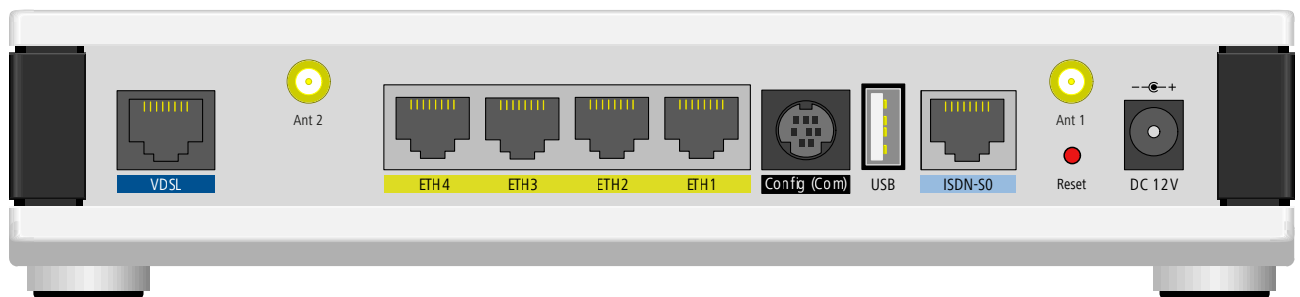 VDSL
Ant 2
ETH4
ETH3
ETH2
ETH1
Config (Com)
USB
ISDN-S0
Ant 1
Reset
DC 12V